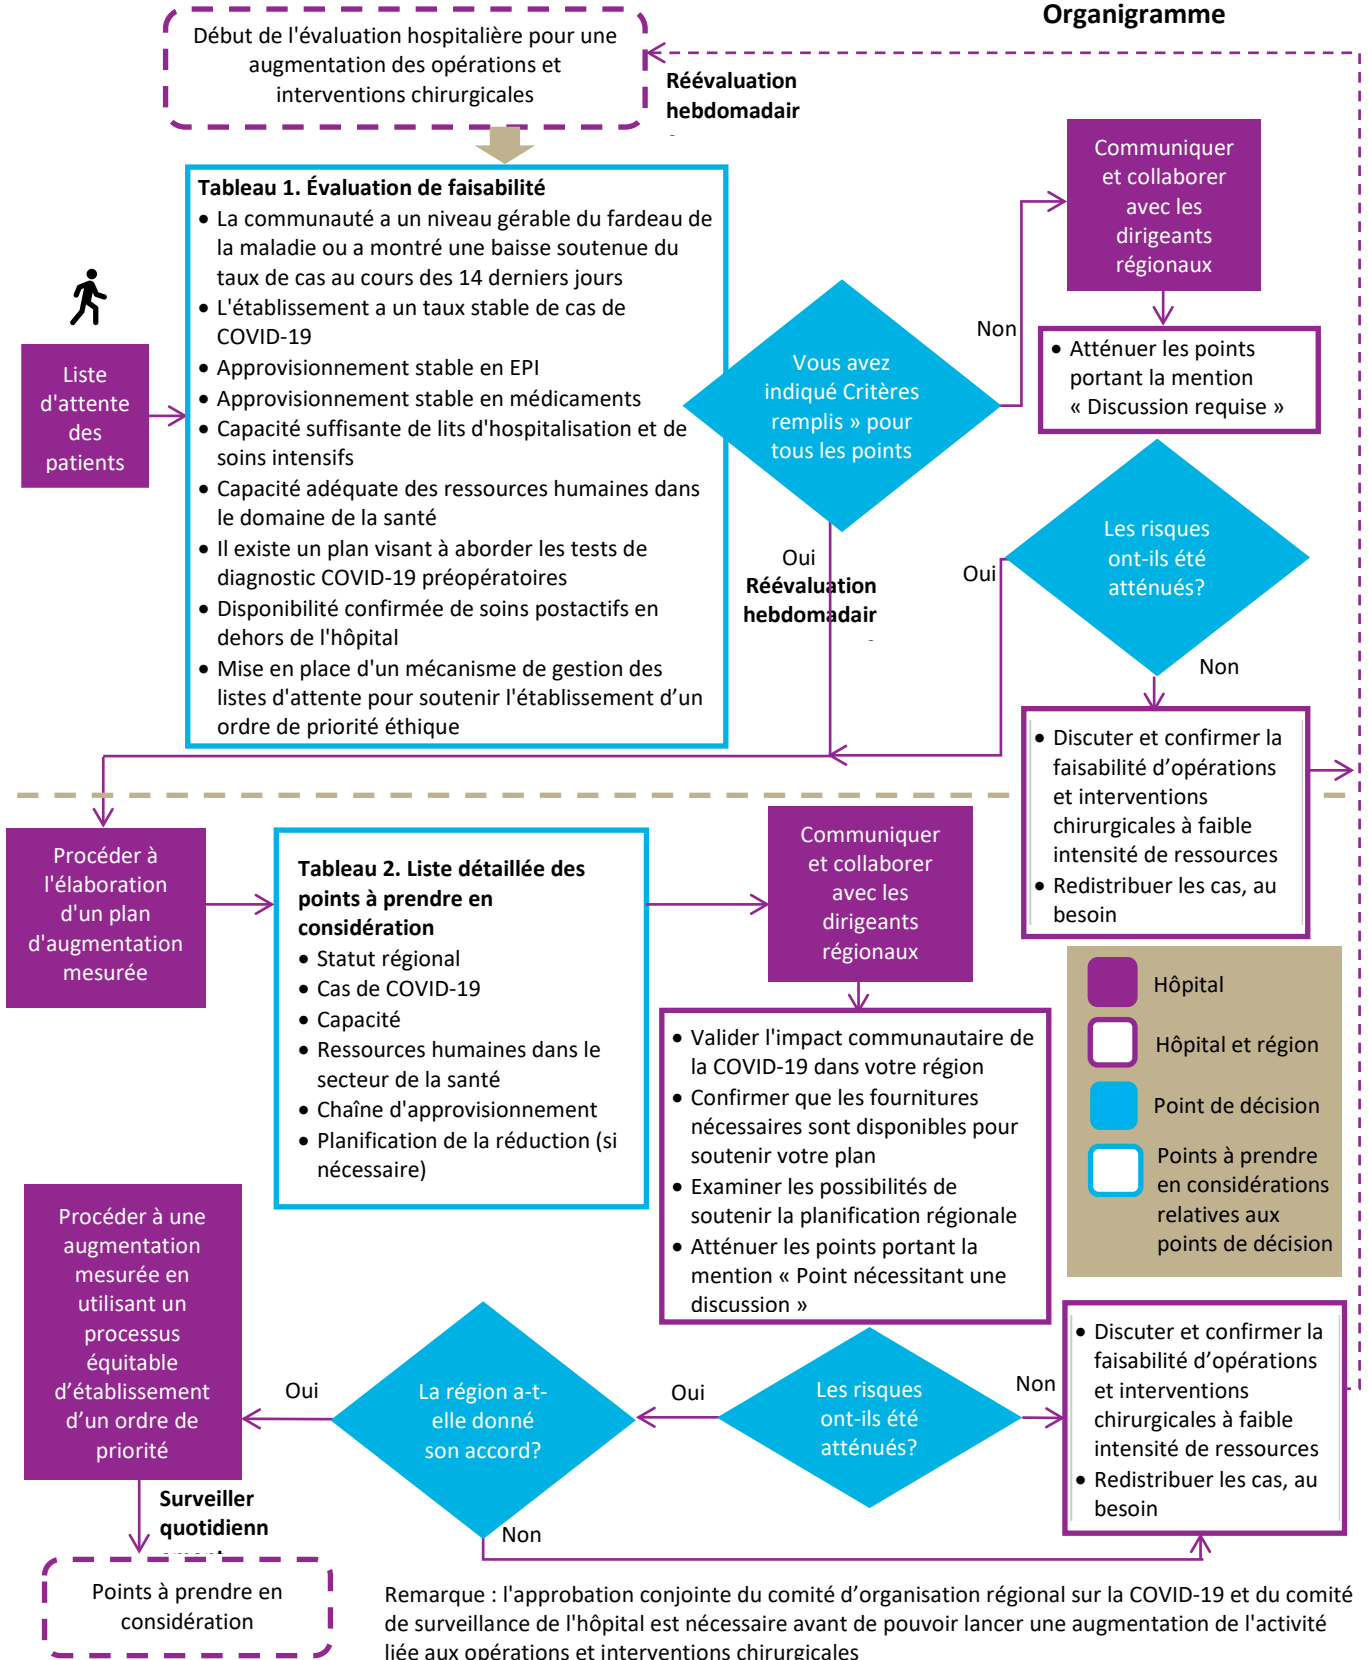 Organigramme
Début de l'évaluation hospitalière pour une
augmentation des opérations et
interventions chirurgicales
Réévaluation
hebdomadair
Tableau 1. Évaluation de faisabilité
• La communauté a un niveau gérable du fardeau de
la maladie ou a montré une baisse soutenue du
taux de cas au cours des 14 derniers jours
• L'établissement a un taux stable de cas de
COVID-19
• Approvisionnement stable en EPI
• Approvisionnement stable en médicaments
• Capacité suffisante de lits d'hospitalisation et de
soins intensifs
• Capacité adéquate des ressources humaines dans
le domaine de la santé
• Il existe un plan visant à aborder les tests de
diagnostic COVID-19 préopératoires
• Disponibilité confirmée de soins postactifs en
dehors de l'hôpital
• Mise en place d'un mécanisme de gestion des
listes d'attente pour soutenir l'établissement d’un
ordre de priorité éthique
Liste
d'attente
des
patients
Vous avez
indiqué Critères
remplis » pour
tous les points
Non
Communiquer
et collaborer
avec les
dirigeants
régionaux
• Atténuer les points
portant la mention
« Discussion requise »
Oui
Réévaluation
hebdomadair
Les risques
ont-ils été
atténués?
Oui
Non
• Discuter et confirmer la
faisabilité d’opérations
et interventions
chirurgicales à faible
intensité de ressources
• Redistribuer les cas, au
besoin
Procéder à
l'élaboration
d'un plan
d'augmentation
mesurée
Tableau 2. Liste détaillée des
points à prendre en
considération
• Statut régional
• Cas de COVID-19
• Capacité
• Ressources humaines dans le
secteur de la santé
• Chaîne d'approvisionnement
• Planification de la réduction (si
nécessaire)
Communiquer
et collaborer
avec les
dirigeants
régionaux
• Valider l'impact communautaire de
la COVID-19 dans votre région
• Confirmer que les fournitures
nécessaires sont disponibles pour
soutenir votre plan
• Examiner les possibilités de
soutenir la planification régionale
• Atténuer les points portant la
mention « Point nécessitant une
discussion »
Hôpital
Hôpital et région
Point de décision
Points à prendre
en considérations
relatives aux
points de décision
Procéder à une
augmentation
mesurée en
utilisant un
processus
équitable
d’établissement
d’un ordre de
priorité
Oui
La région a-t-
elle donné
son accord?
Oui
Les risques
ont-ils été
atténués?
Non
• Discuter et confirmer la
faisabilité d’opérations
et interventions
chirurgicales à faible
intensité de ressources
• Redistribuer les cas, au
besoin
Non
Surveiller
quotidienn
Points à prendre en
considération
Remarque : l'approbation conjointe du comité d’organisation régional sur la COVID-19 et du comité
de surveillance de l'hôpital est nécessaire avant de pouvoir lancer une augmentation de l'activité
liée aux opérations et interventions chirurgicales